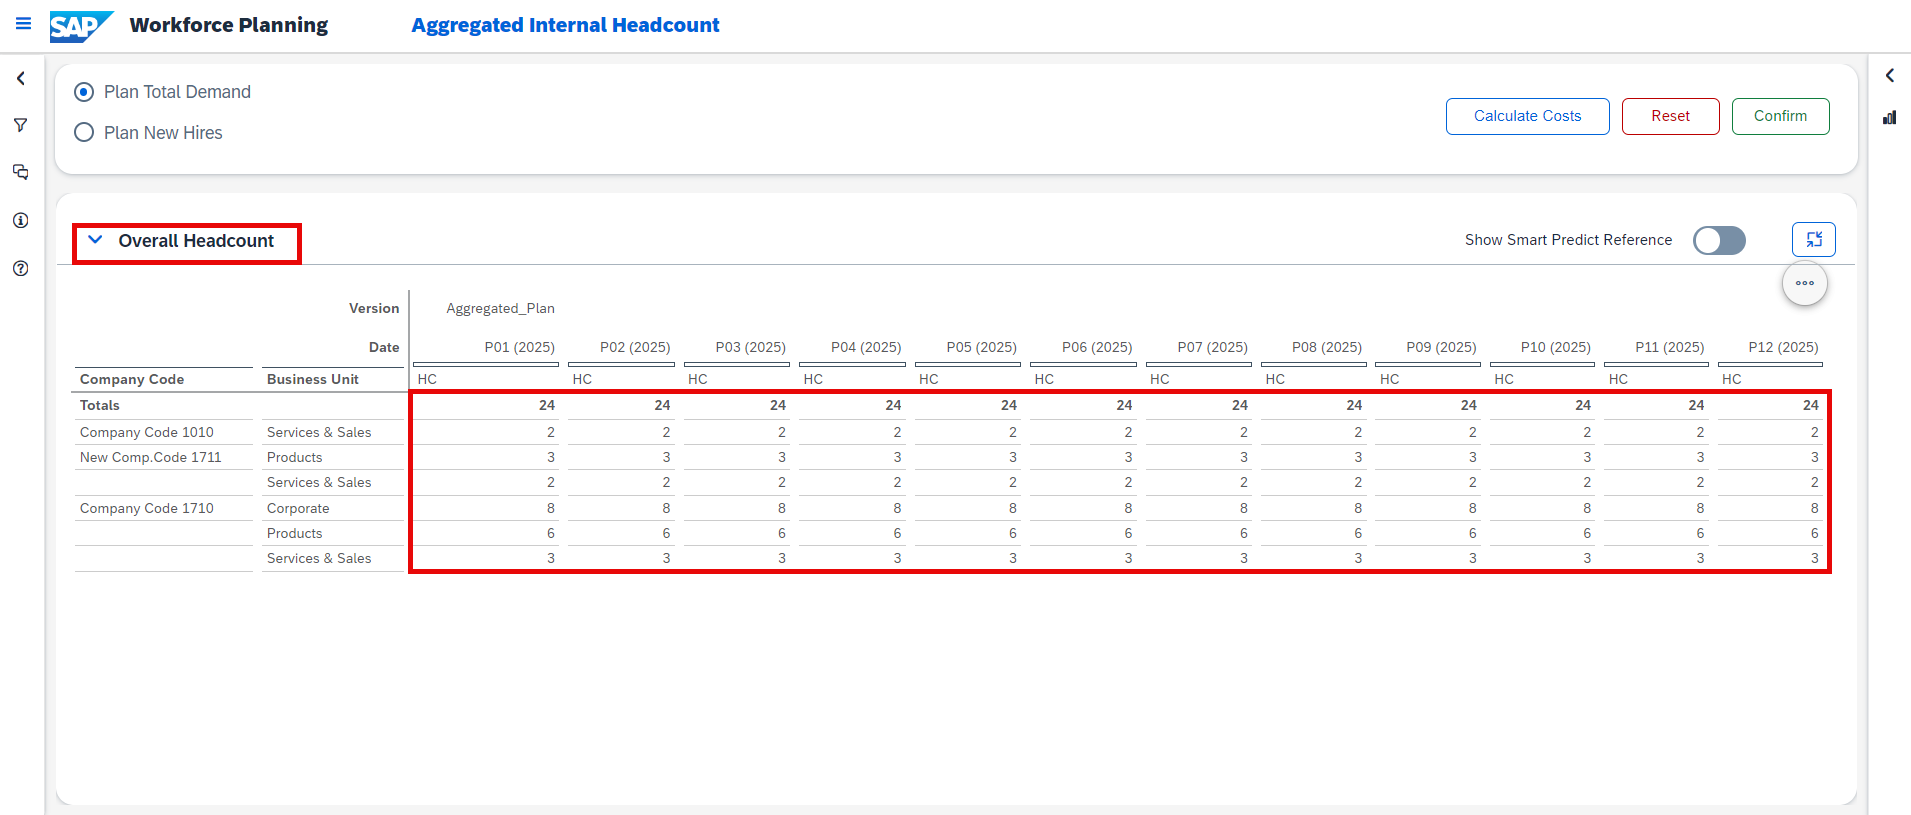 SAP Workforce Planning Aggregated Internal Headcount
Plan Total Demand
Plan New Hires
Calculate Costs Reset Confirm
Overall Headcount
Show Smart Predict Reference
Version Aggregated_Plan
Date P01 (2025) P02 (2025) P03 (2025) P04 (2025) P05 (2025) P06 (2025) P07 (2025) P08 (2025) P09 (2025) P10 (2025) P11 (2025) P12 (2025)
Company Code Business Unit HC HC HC HC HC HC HC HC HC HC HC HC
Totals 24 24 24 24 24 24 24 24 24 24 24 24
Company Code 1010 Services & Sales 2 2 2 2 2 2 2 2 2 2 2 2
New Comp.Code 1711 Products 3 3 3 3 3 3 3 3 3 3 3 3
Services & Sales 2 2 2 2 2 2 2 2 2 2 2 2
Company Code 1710 Corporate 8 8 8 8 8 8 8 8 8 8 8 8
Products 6 6 6 6 6 6 6 6 6 6 6 6
Services & Sales 3 3 3 3 3 3 3 3 3 3 3 3